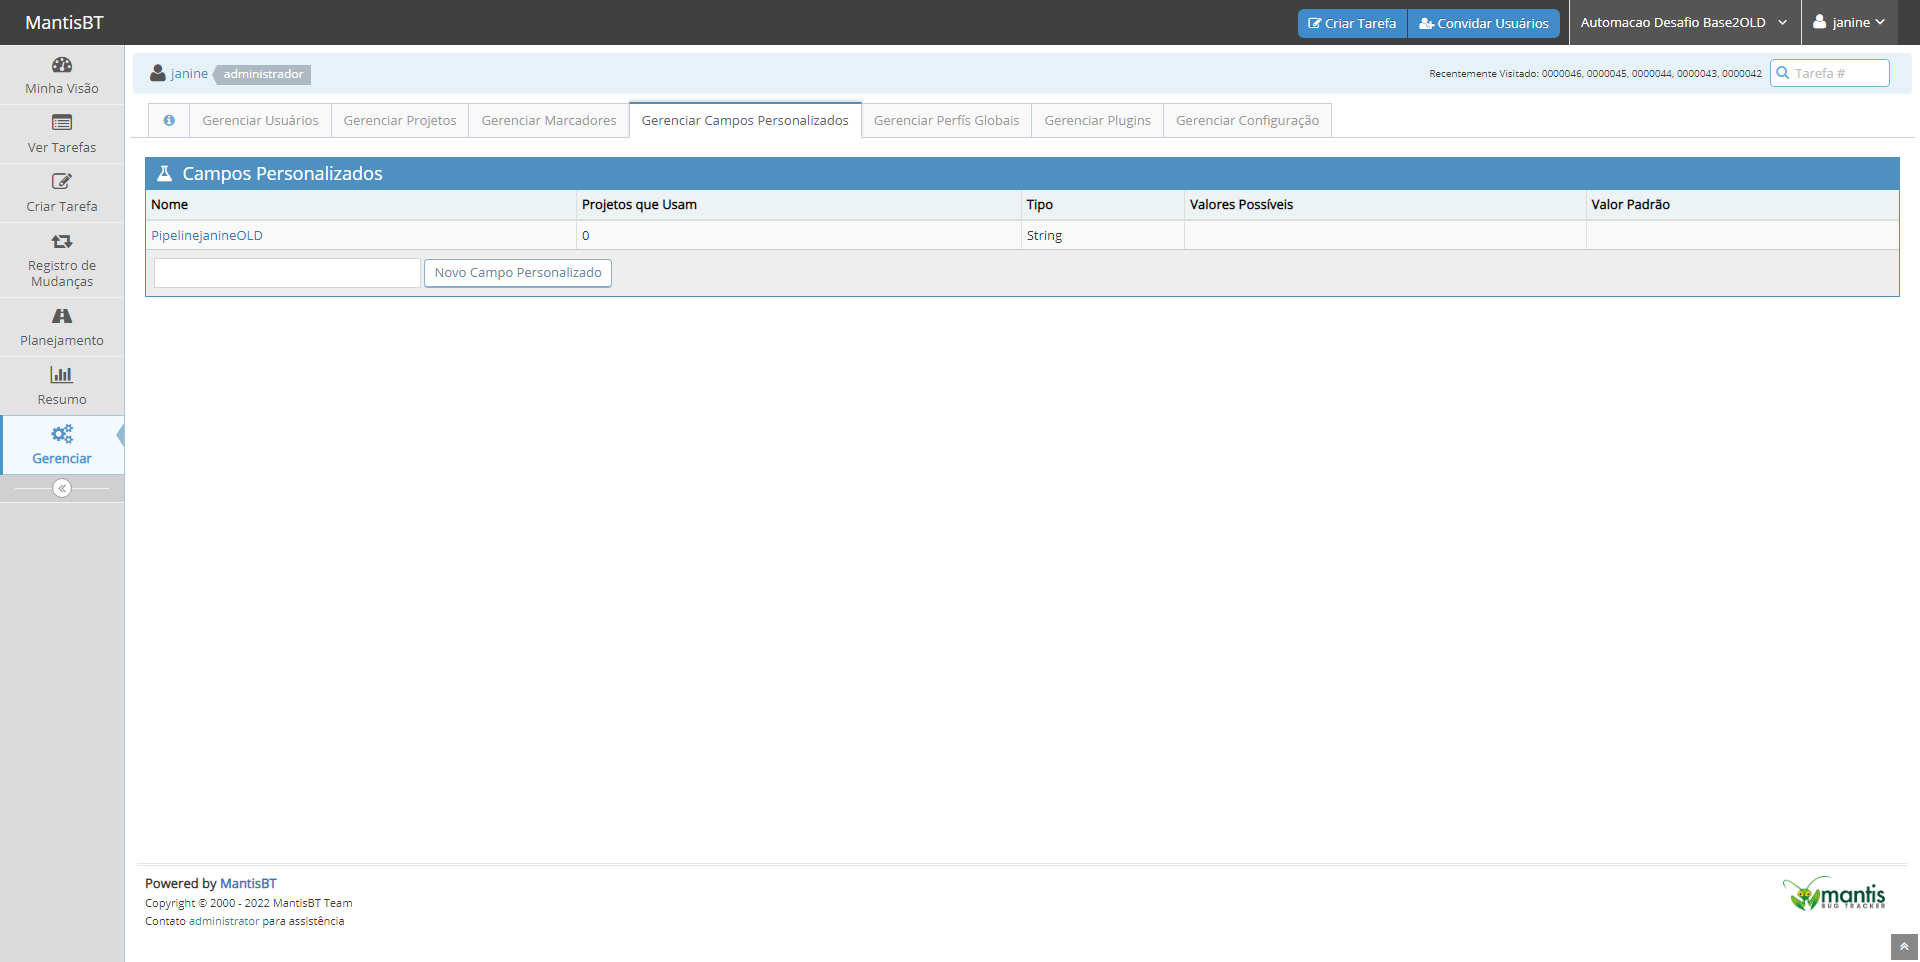 MantisBT
Criar Tarefa
Convidar Usuários
Automacao Desafio Base2OLD
janine
Minha Visão
Ver Tarefas
Criar Tarefa
Registro de
Mudanças
Planejamento
Resumo
Gerenciar
janine administrador
Recentemente Visitado: 0000046, 0000045, 0000044, 0000043, 0000042
Tarefa #
Gerenciar Usuários
Gerenciar Projetos
Gerenciar Marcadores
Gerenciar Campos Personalizados
Gerenciar Perfís Globais
Gerenciar Plugins
Gerenciar Configuração
Campos Personalizados
Nome Projetos que Usam Tipo Valores Possíveis Valor Padrão
PipelinejanineOLD 0 String
Novo Campo Personalizado
Powered by MantisBT
Copyright © 2000 - 2022 MantisBT Team
Contato administrator para assistência
mantis
BUG TRACKER